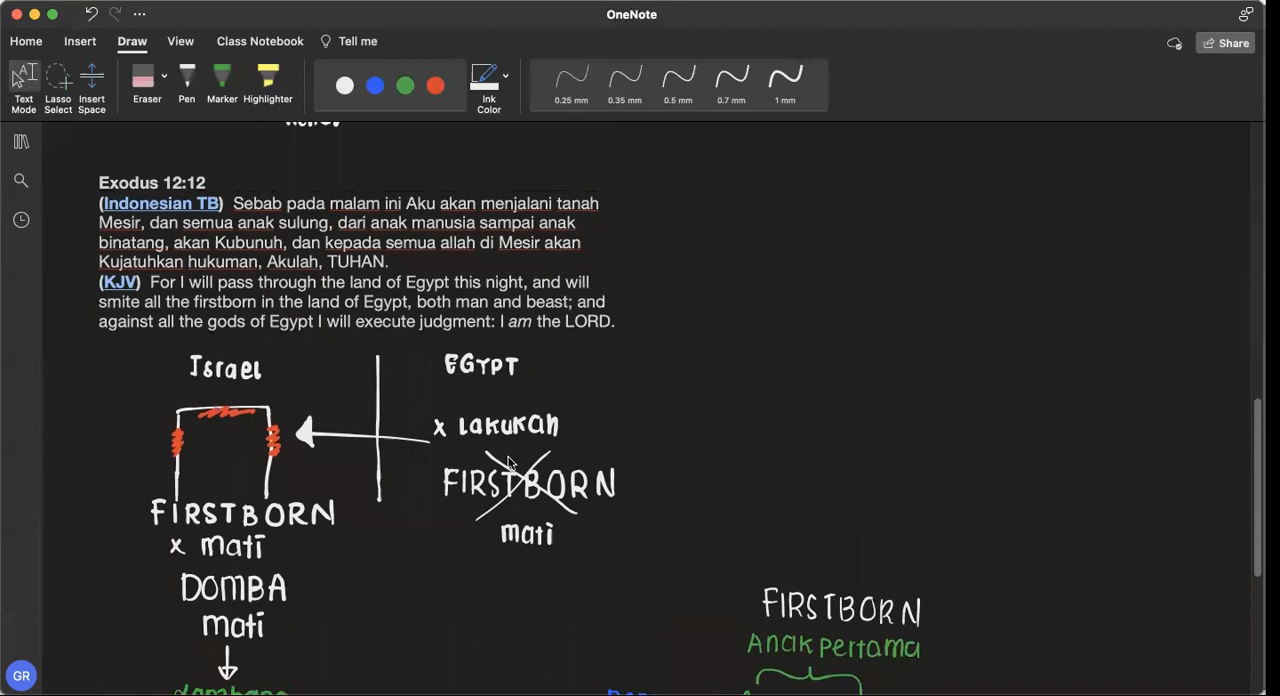 OneNote
Home Insert Draw View Class Notebook Tell me
Share
Text Mode
Lasso Select
Insert Space
Eraser
Pen
Marker
Highlighter
Ink Color
0.25 mm
0.35 mm
0.5 mm
0.7 mm
1 mm
Exodus 12:12
(Indonesian TB) Sebab pada malam ini Aku akan menjalani tanah
Mesir, dan semua anak sulung, dari anak manusia sampai anak
binatang, akan Kubunuh, dan kepada semua allah di Mesir akan
Kujatuhkan hukuman, Akulah, TUHAN.
(KJV) For I will pass through the land of Egypt this night, and will
smite all the firstborn in the land of Egypt, both man and beast; and
against all the gods of Egypt I will execute judgment: I am the LORD.
Israel
EGYPT
x Lakukan
FIRSTBORN
mati
FIRSTBORN
x mati
DOMBA
mati
FIRSTBORN
Anak pertama
GR